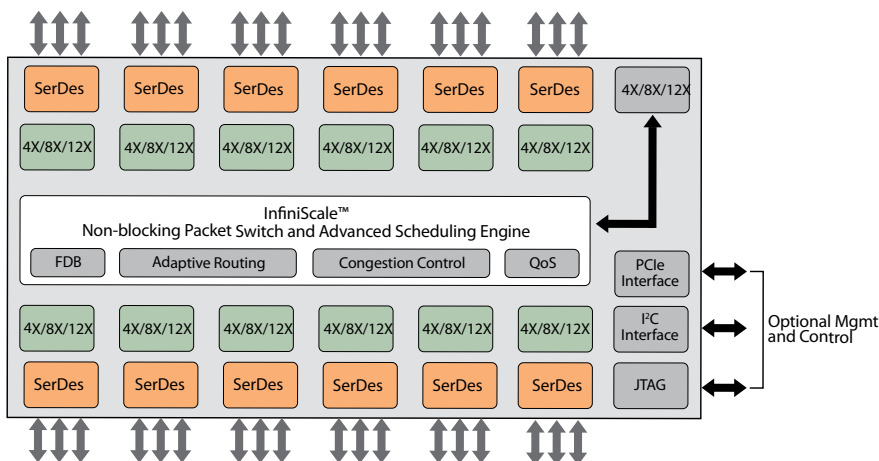 SerDes SerDes SerDes SerDes SerDes SerDes 4X/8X/12X
4X/8X/12X 4X/8X/12X 4X/8X/12X 4X/8X/12X 4X/8X/12X 4X/8X/12X
InfiniScale™
Non-blocking Packet Switch and Advanced Scheduling Engine
FDB Adaptive Routing Congestion Control QoS
PCIe
Interface
4X/8X/12X 4X/8X/12X 4X/8X/12X 4X/8X/12X 4X/8X/12X 4X/8X/12X
I²C
Interface
Optional Mgmt
and Control
SerDes SerDes SerDes SerDes SerDes SerDes JTAG